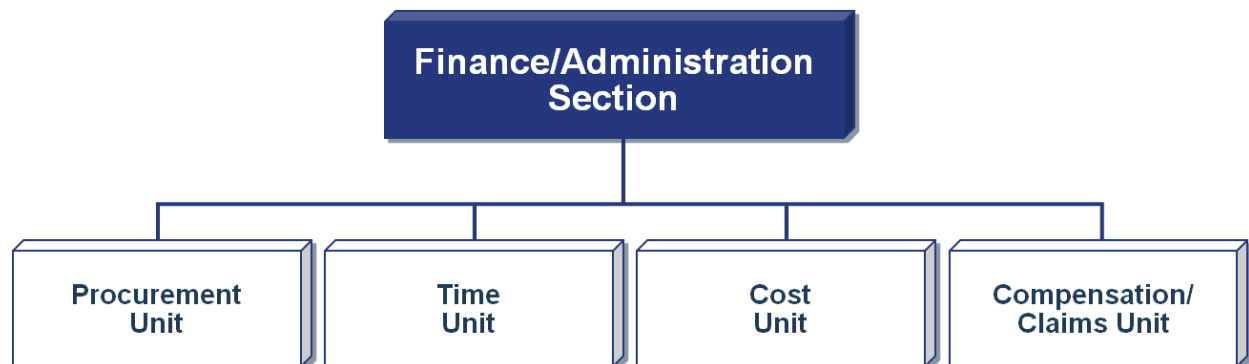 Finance/Administration
Section
Procurement
Unit
Time
Unit
Cost
Unit
Compensation/
Claims Unit